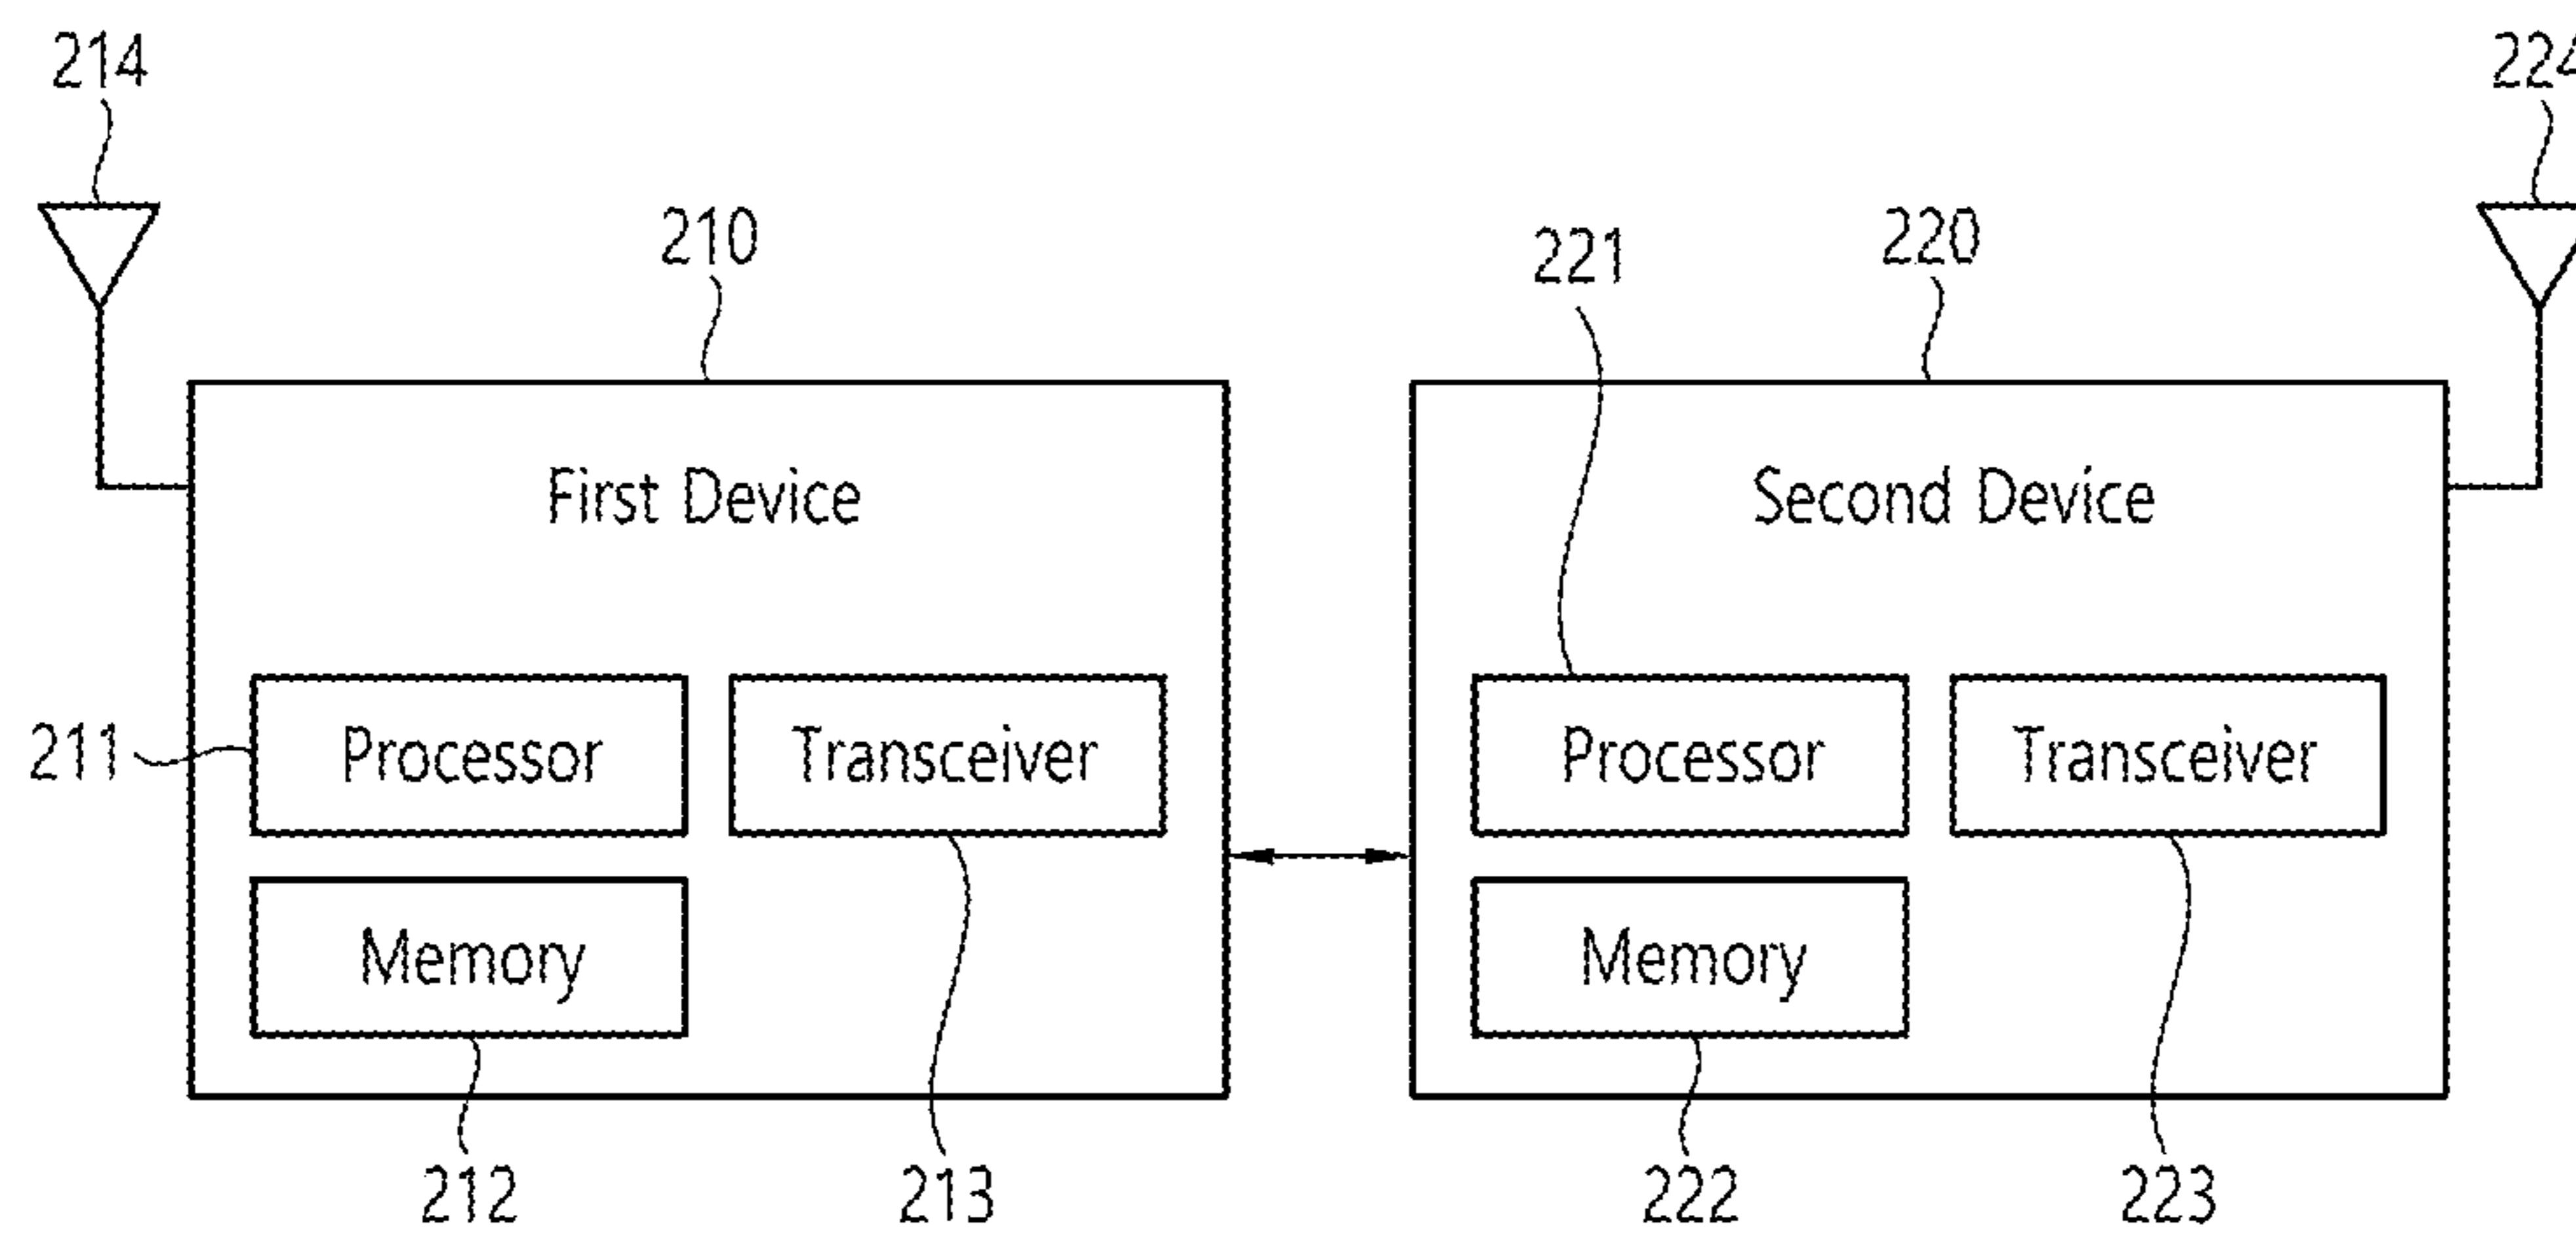 214
224
210
220
221
First Device
Second Device
211
Processor
Transceiver
Processor
Transceiver
Memory
Memory
212
213
222
223